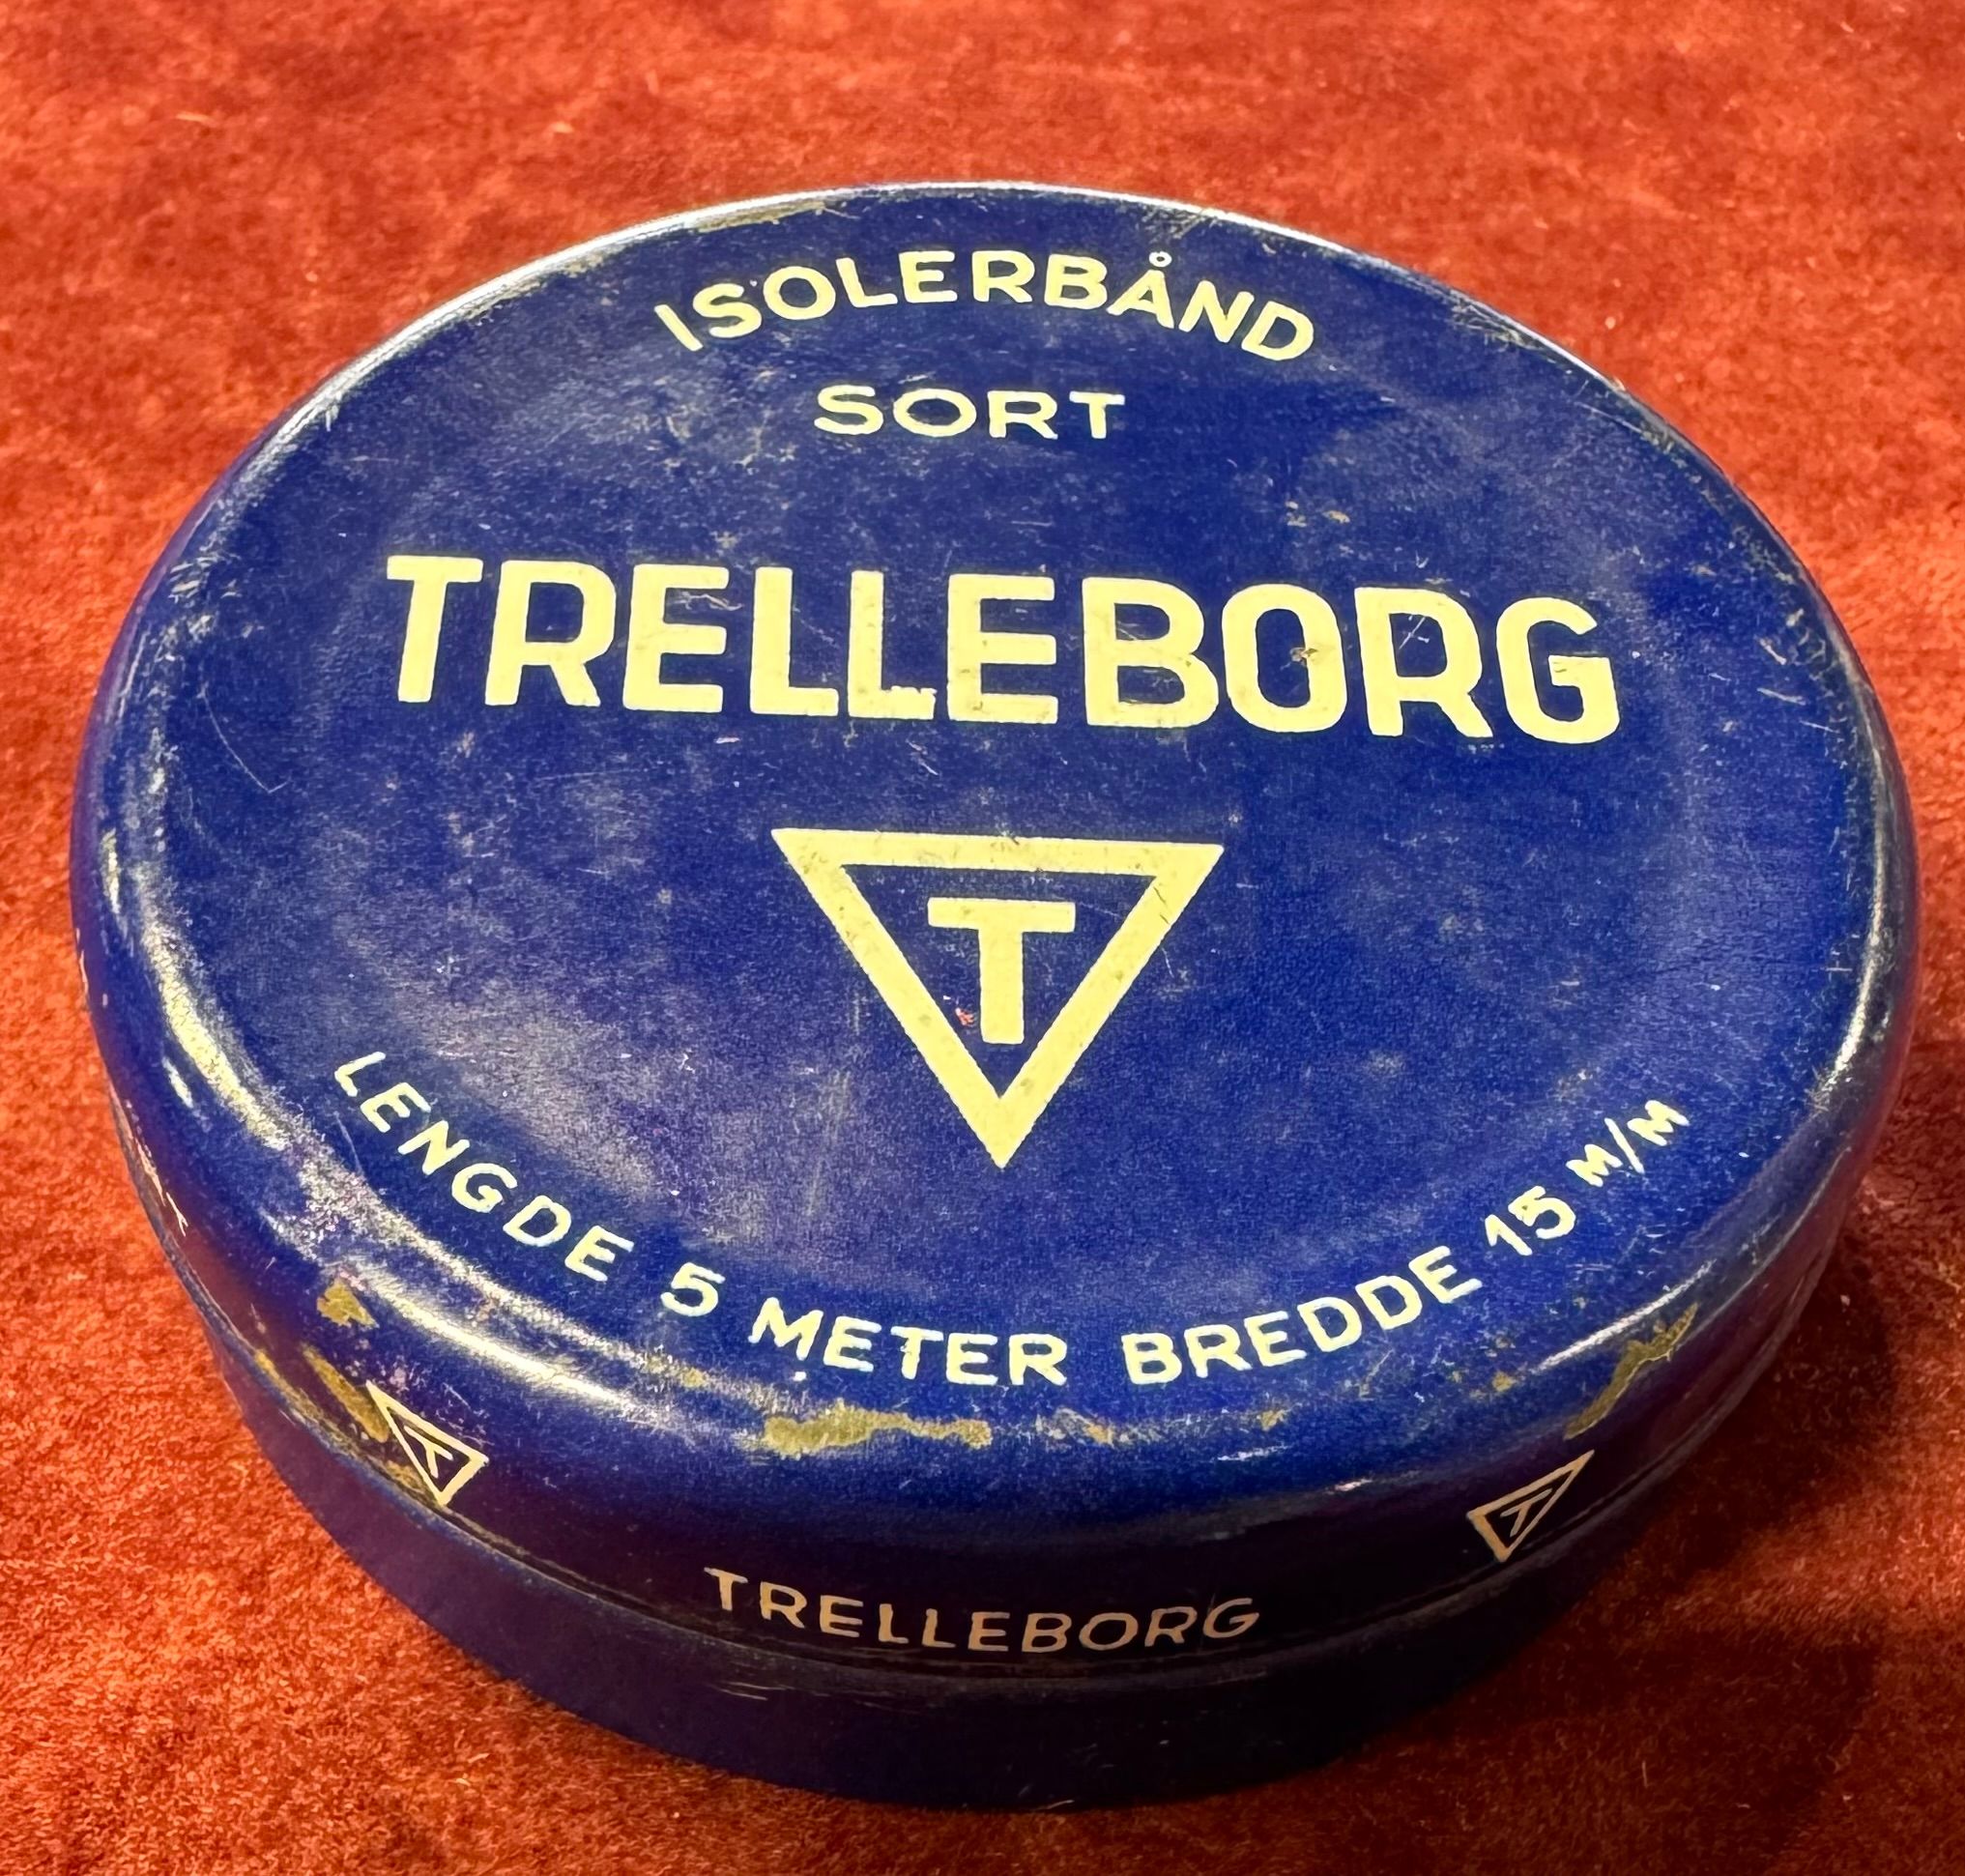 ISOLERBÅND
SORT
TRELLEBORG
T
LENGDE 5 METER BREDDE 15 M/M
T
TRELLEBORG
T